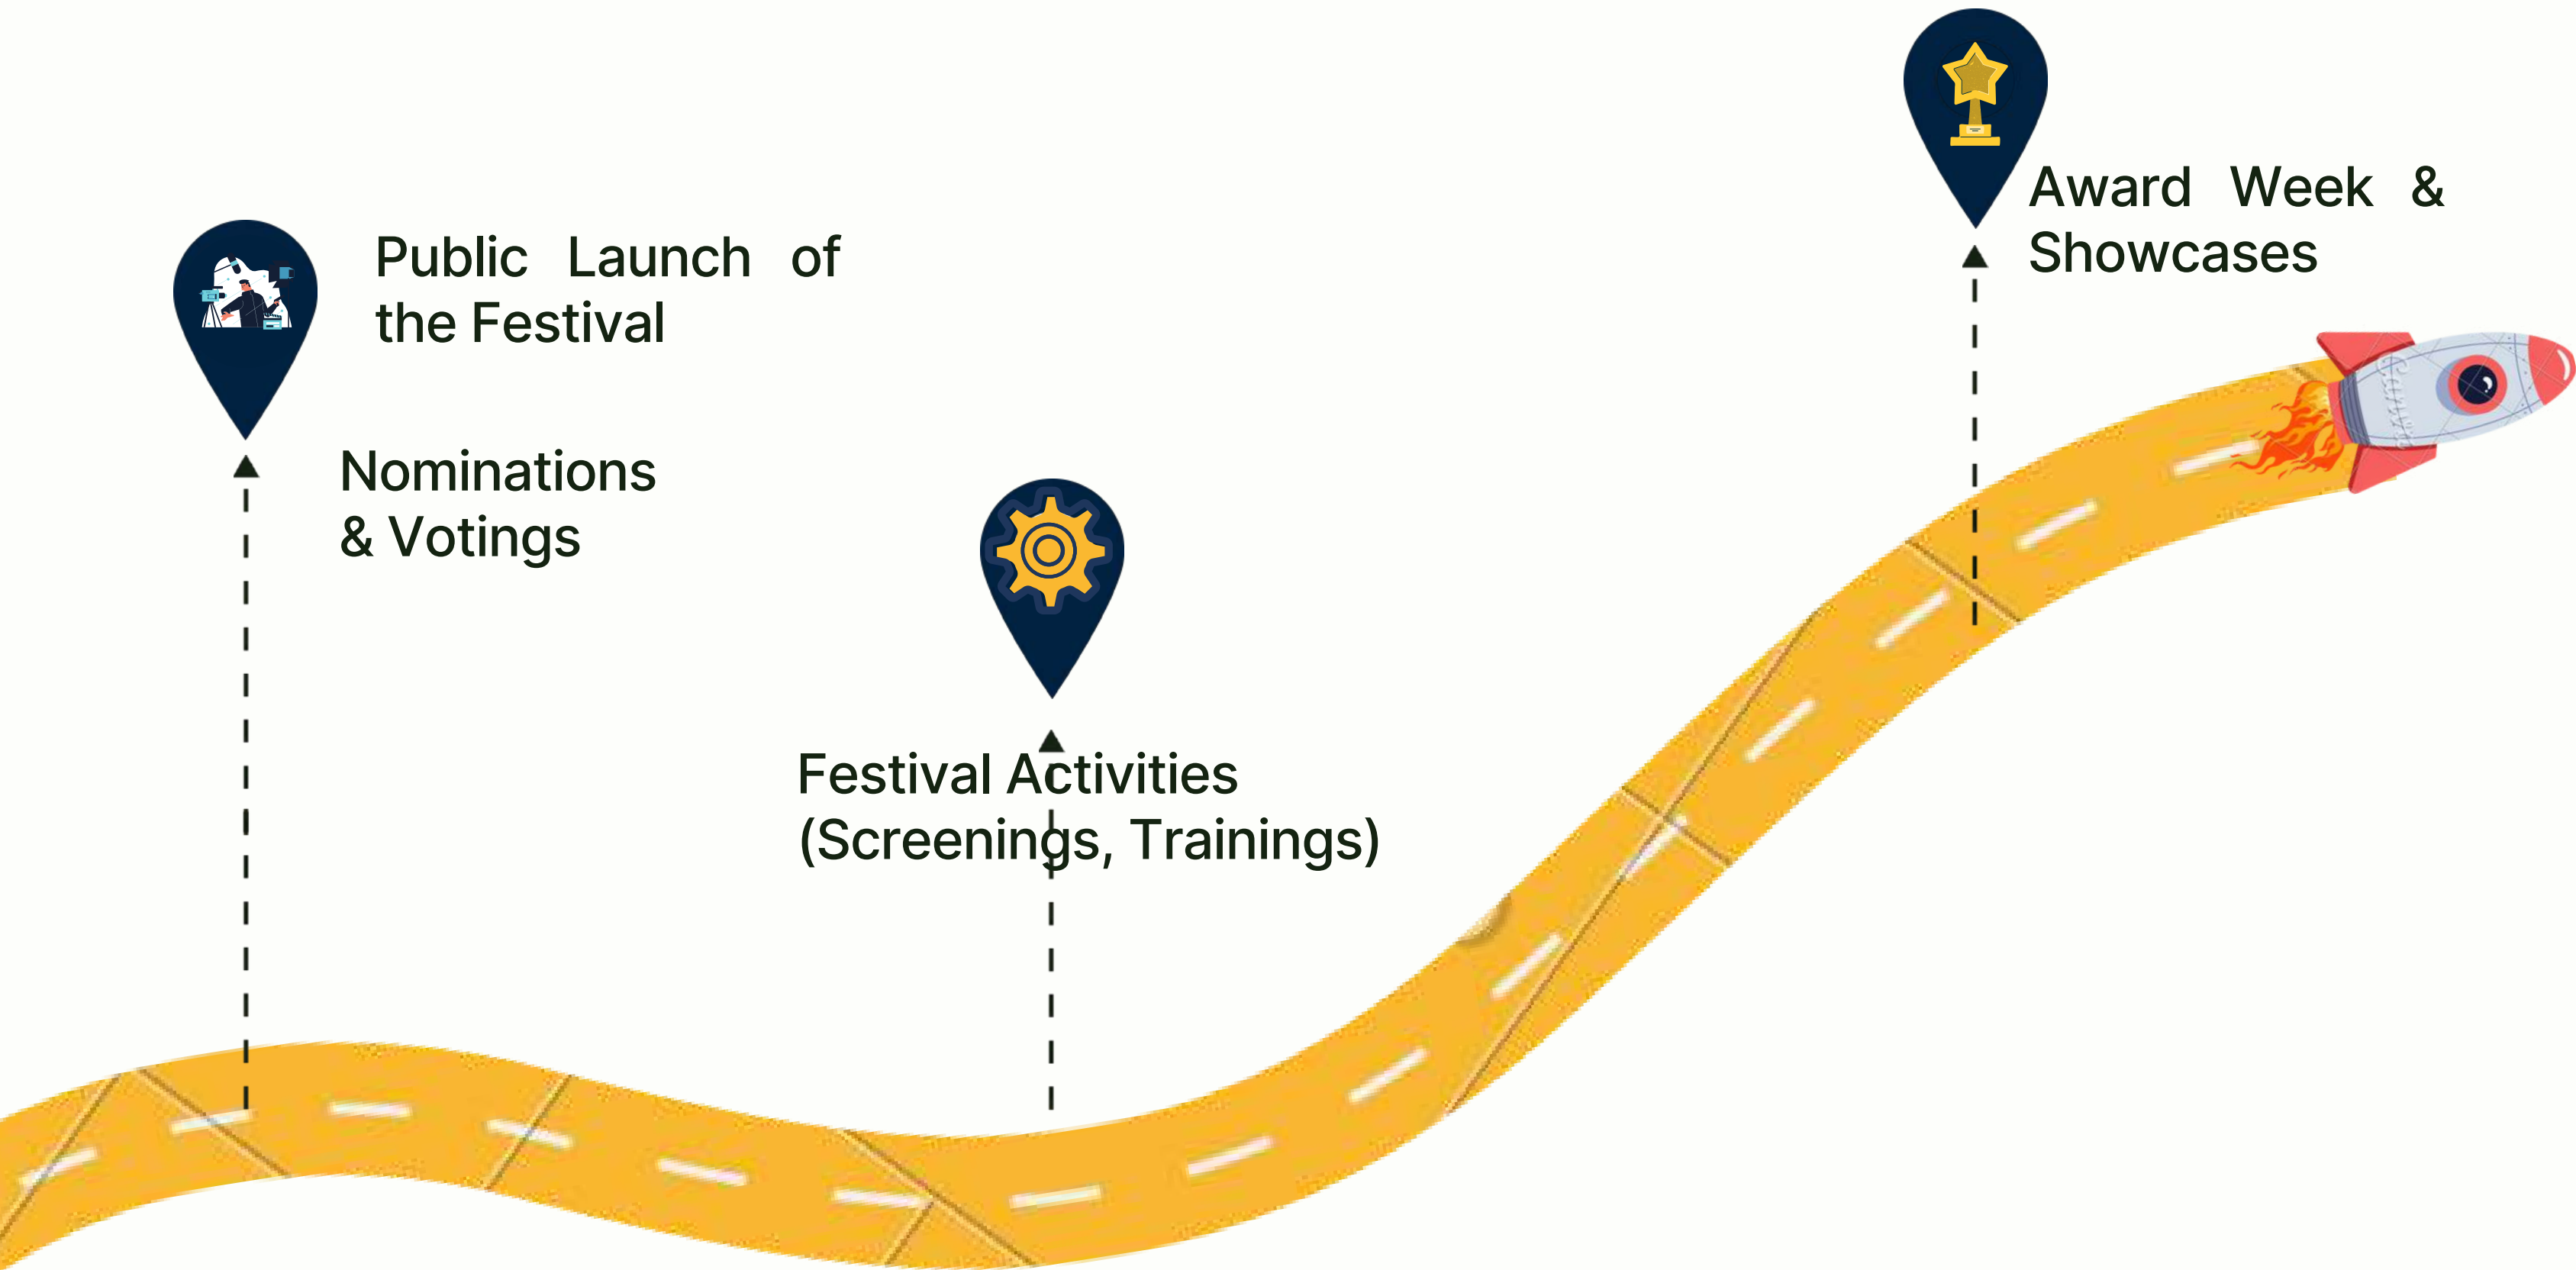 Public Launch of
the Festival
Nominations
& Votings
Festival Activities
(Screenings, Trainings)
Award Week &
Showcases